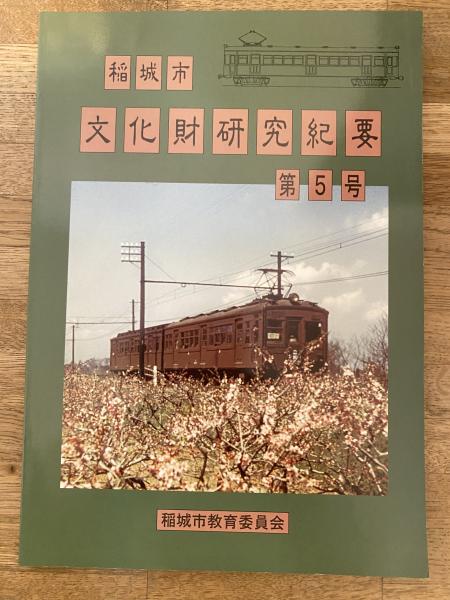 稲城市
文化財研究紀要
第5号
稲城市教育委員会